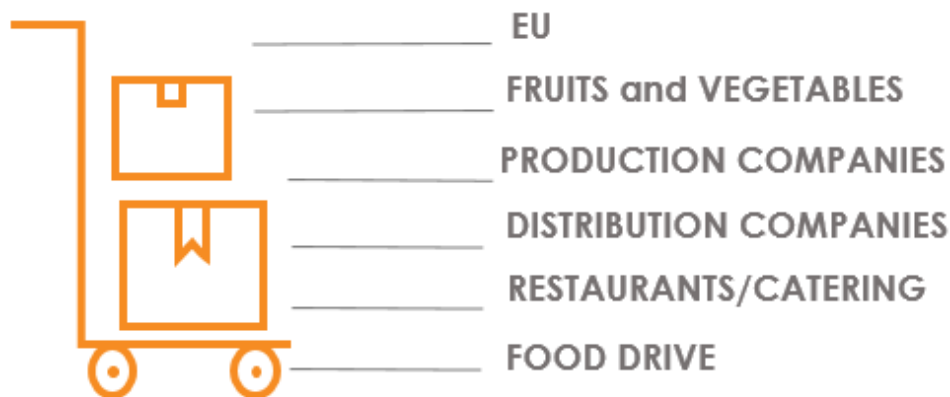 EU
FRUITS and VEGETABLES
PRODUCTION COMPANIES
DISTRIBUTION COMPANIES
RESTAURANTS/CATERING
FOOD DRIVE